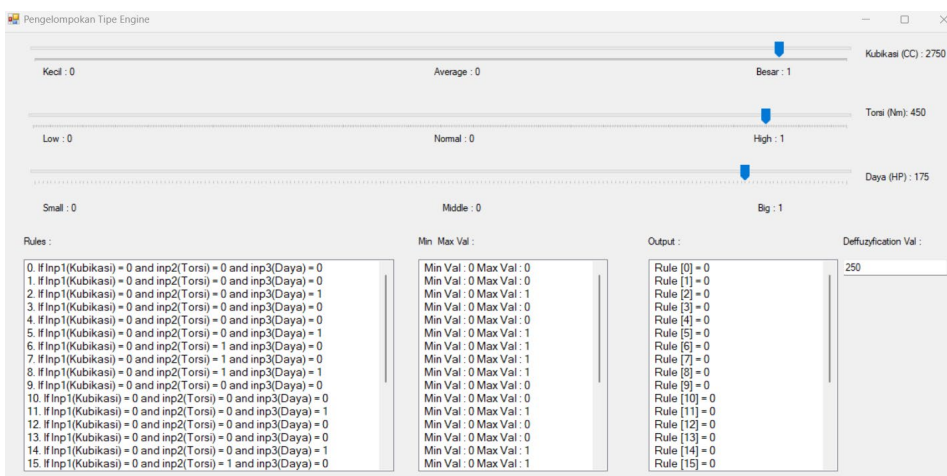 Pengelompokan Tipe Engine
Kubikasi (CC) : 2750
Kecil : 0 Average : 0 Besar : 1
Torsi (Nm): 450
Low : 0 Normal : 0 High : 1
Daya (HP) : 175
Small : 0 Middle : 0 Big : 1
Rules : Min Max Val : Output : Deffuzyfication Val :
0. If Inp1(Kubikasi) = 0 and inp2(Torsi) = 0 and inp3(Daya) = 0 Min Val : 0 Max Val : 0 Rule [0] = 0 250
1. If Inp1(Kubikasi) = 0 and inp2(Torsi) = 0 and inp3(Daya) = 0 Min Val : 0 Max Val : 0 Rule [1] = 0
2. If Inp1(Kubikasi) = 0 and inp2(Torsi) = 0 and inp3(Daya) = 1 Min Val : 0 Max Val : 1 Rule [2] = 0
3. If Inp1(Kubikasi) = 0 and inp2(Torsi) = 0 and inp3(Daya) = 0 Min Val : 0 Max Val : 0 Rule [3] = 0
4. If Inp1(Kubikasi) = 0 and inp2(Torsi) = 0 and inp3(Daya) = 0 Min Val : 0 Max Val : 0 Rule [4] = 0
5. If Inp1(Kubikasi) = 0 and inp2(Torsi) = 0 and inp3(Daya) = 1 Min Val : 0 Max Val : 1 Rule [5] = 0
6. If Inp1(Kubikasi) = 0 and inp2(Torsi) = 1 and inp3(Daya) = 0 Min Val : 0 Max Val : 1 Rule [6] = 0
7. If Inp1(Kubikasi) = 0 and inp2(Torsi) = 1 and inp3(Daya) = 0 Min Val : 0 Max Val : 1 Rule [7] = 0
8. If Inp1(Kubikasi) = 0 and inp2(Torsi) = 1 and inp3(Daya) = 1 Min Val : 0 Max Val : 1 Rule [8] = 0
9. If Inp1(Kubikasi) = 0 and inp2(Torsi) = 0 and inp3(Daya) = 0 Min Val : 0 Max Val : 0 Rule [9] = 0
10. If Inp1(Kubikasi) = 0 and inp2(Torsi) = 0 and inp3(Daya) = 0 Min Val : 0 Max Val : 0 Rule [10] = 0
11. If Inp1(Kubikasi) = 0 and inp2(Torsi) = 0 and inp3(Daya) = 1 Min Val : 0 Max Val : 1 Rule [11] = 0
12. If Inp1(Kubikasi) = 0 and inp2(Torsi) = 0 and inp3(Daya) = 0 Min Val : 0 Max Val : 0 Rule [12] = 0
13. If Inp1(Kubikasi) = 0 and inp2(Torsi) = 0 and inp3(Daya) = 0 Min Val : 0 Max Val : 0 Rule [13] = 0
14. If Inp1(Kubikasi) = 0 and inp2(Torsi) = 0 and inp3(Daya) = 1 Min Val : 0 Max Val : 1 Rule [14] = 0
15. If Inp1(Kubikasi) = 0 and inp2(Torsi) = 1 and inp3(Daya) = 0 Min Val : 0 Max Val : 1 Rule [15] = 0